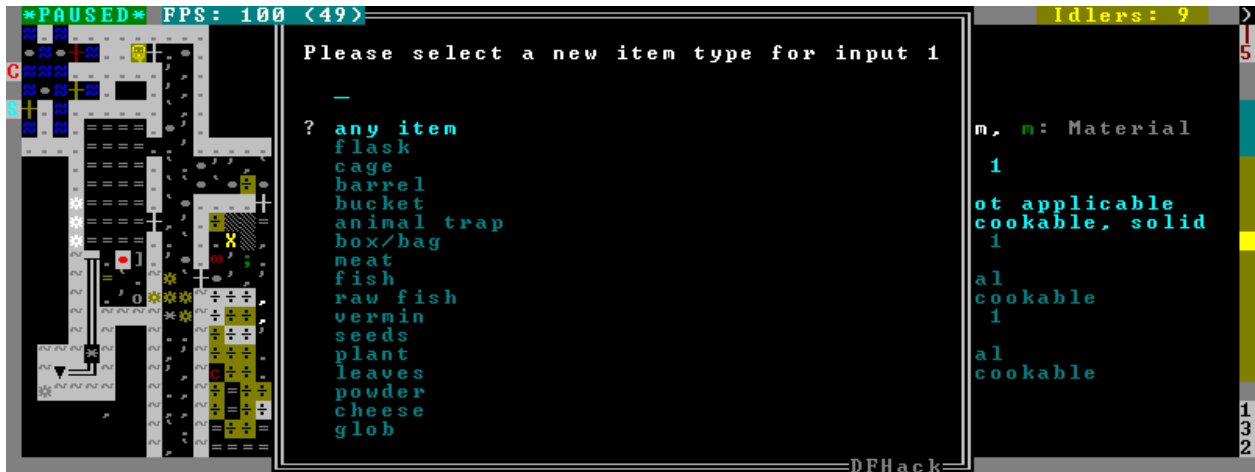 *PAUSED* FPS: 100 (49) Idlers: 9
Please select a new item type for input 1
? any item
m, m: Material
flask
cage
1
barrel
bucket
ot applicable
animal trap
cookable, solid
box/bag
1
meat
fish
al
raw fish
cookable
vermin
1
seeds
plant
al
leaves
cookable
powder
cheese
glob
DFHack
C
S
15
132